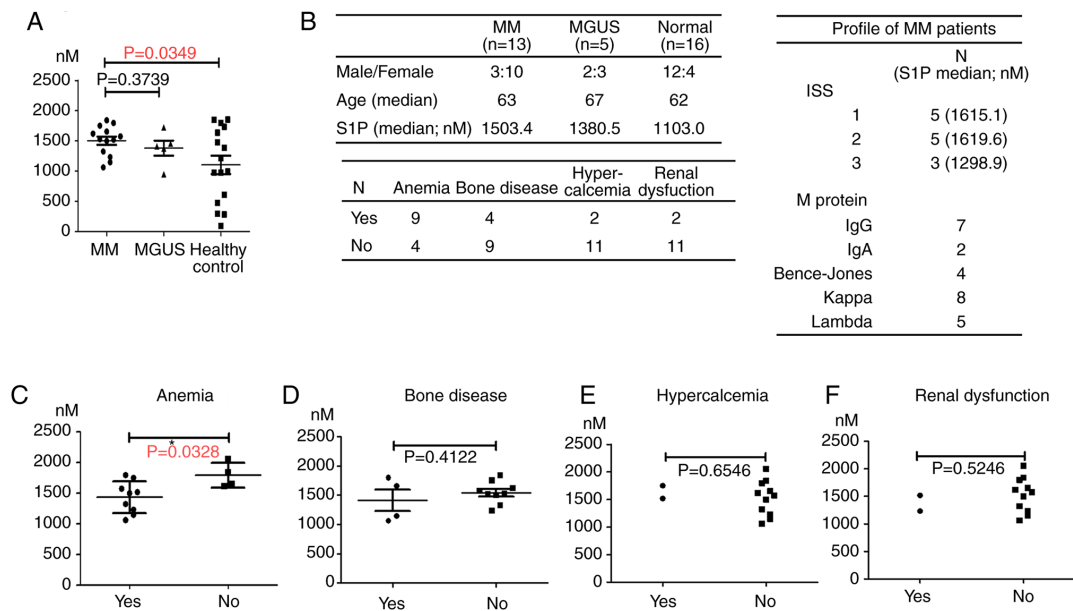 A
nM
P=0.0349
P=0.3739
2500
2000
1500
1000
500
0
MM MGUS Healthy
control
B
MM MGUS Normal
(n=13) (n=5) (n=16)
Male/Female 3:10 2:3 12:4
Age (median) 63 67 62
S1P (median; nM) 1503.4 1380.5 1103.0
N Anemia Bone disease Hyper-calcemia Renal dysfuction
Yes 9 4 2 2
No 4 9 11 11
Profile of MM patients
N
(S1P median; nM)
ISS
1 5 (1615.1)
2 5 (1619.6)
3 3 (1298.9)
M protein
IgG 7
IgA 2
Bence-Jones 4
Kappa 8
Lambda 5
C Anemia
nM
2500
2000
1500
1000
500
0
*
P=0.0328
Yes No
D Bone disease
nM
2500
2000
1500
1000
500
0
P=0.4122
Yes No
E Hypercalcemia
nM
2500
2000
1500
1000
500
0
P=0.6546
Yes No
F Renal dysfunction
nM
2500
2000
1500
1000
500
0
P=0.5246
Yes No